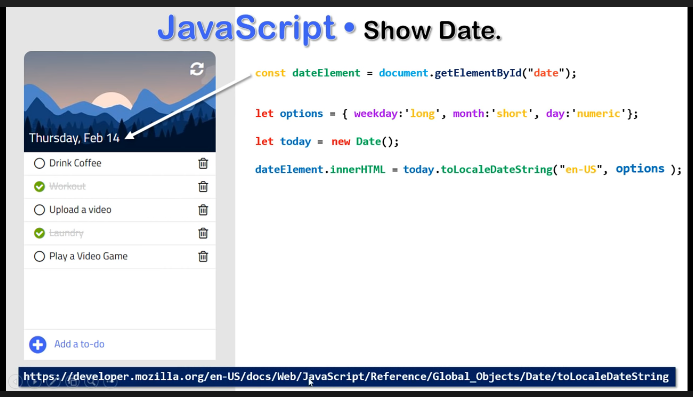 JavaScript • Show Date.
const dateElement = document.getElementById("date");
let options = { weekday:'long', month:'short', day:'numeric'};
let today = new Date();
dateElement.innerHTML = today.toLocaleDateString("en-US", options );
Thursday, Feb 14
Drink Coffee
Workout
Upload a video
Laundry
Play a Video Game
Add a to-do
https://developer.mozilla.org/en-US/docs/Web/JavaScript/Reference/Global_Objects/Date/toLocaleDateString